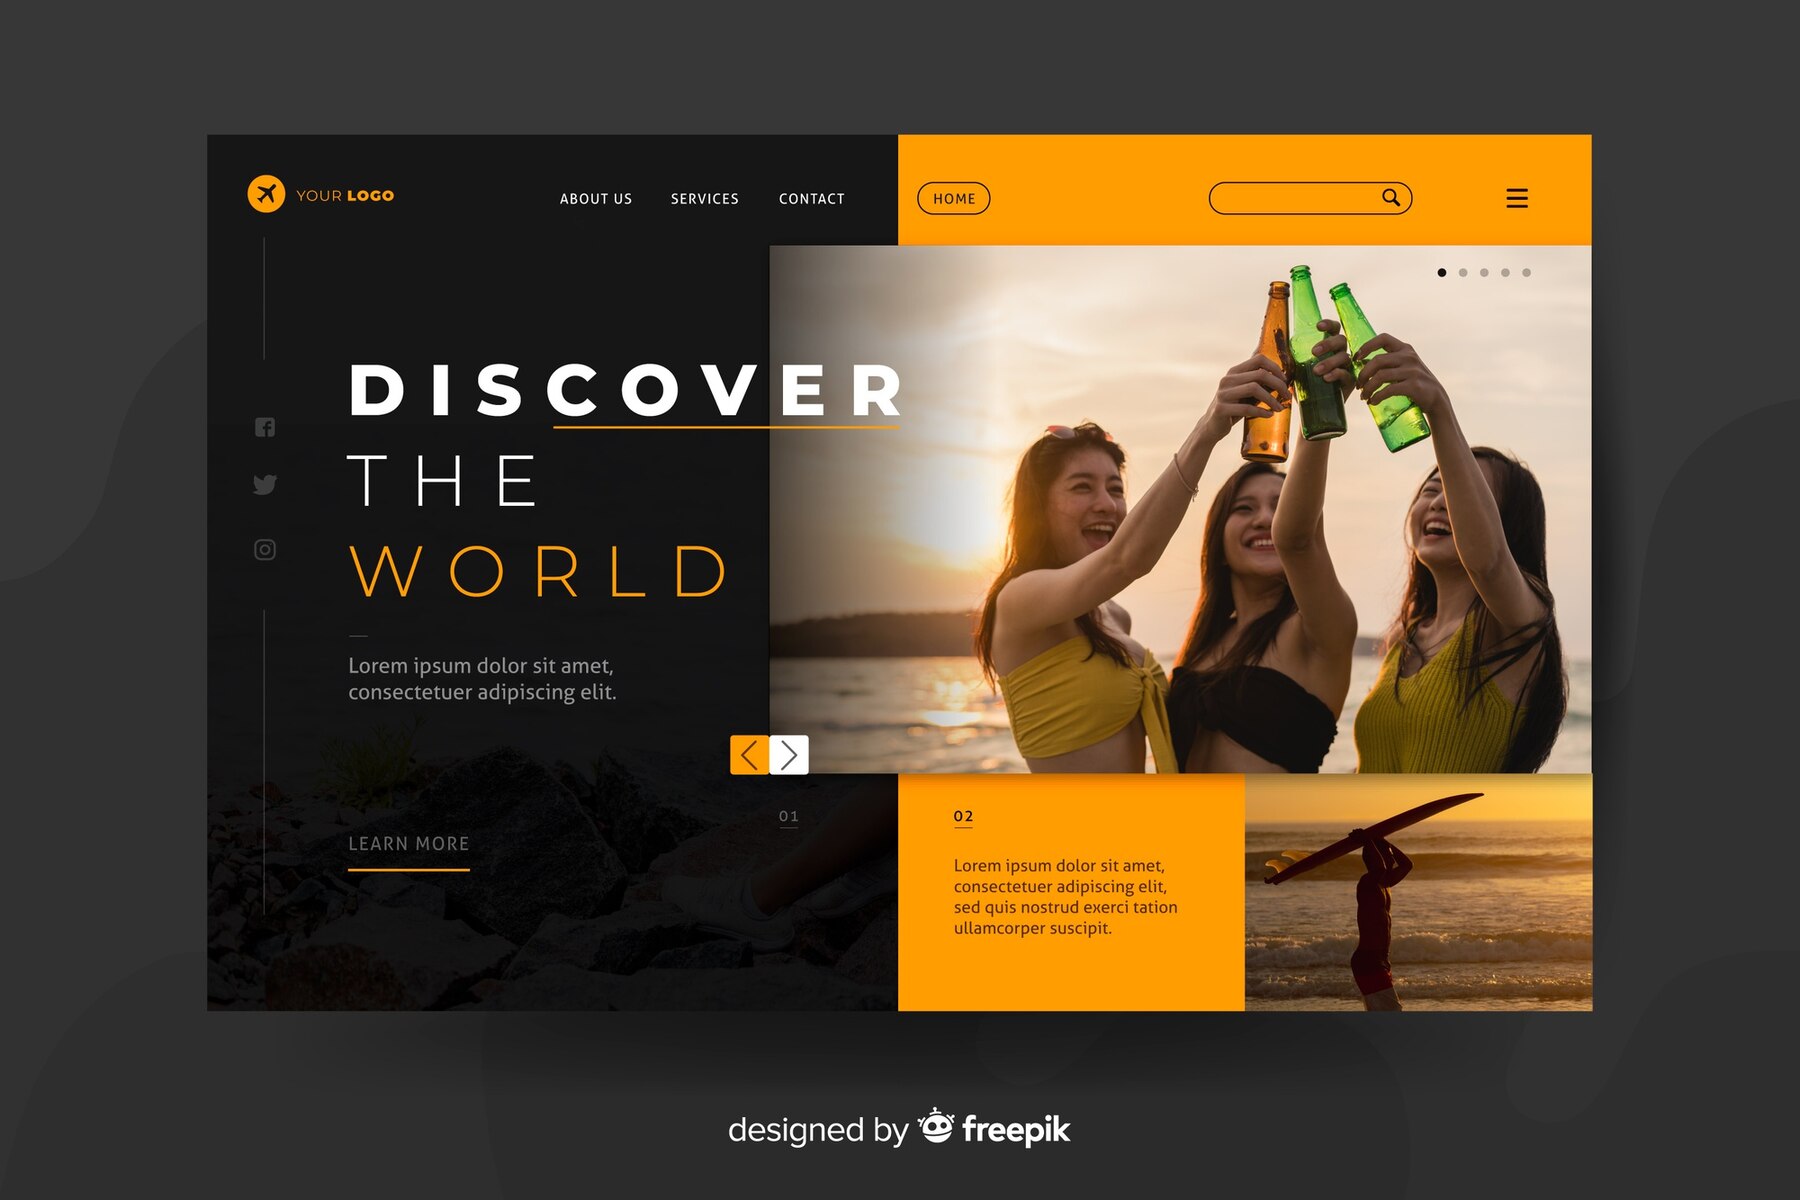 YOUR LOGO
ABOUT US
SERVICES
CONTACT
HOME
DISCOVER
THE
WORLD
Lorem ipsum dolor sit amet,
consectetuer adipiscing elit.
LEARN MORE
01
02
Lorem ipsum dolor sit amet,
consectetuer adipiscing elit,
sed quis nostrud exerci tation
ullamcorper suscipit.
designed by freepik